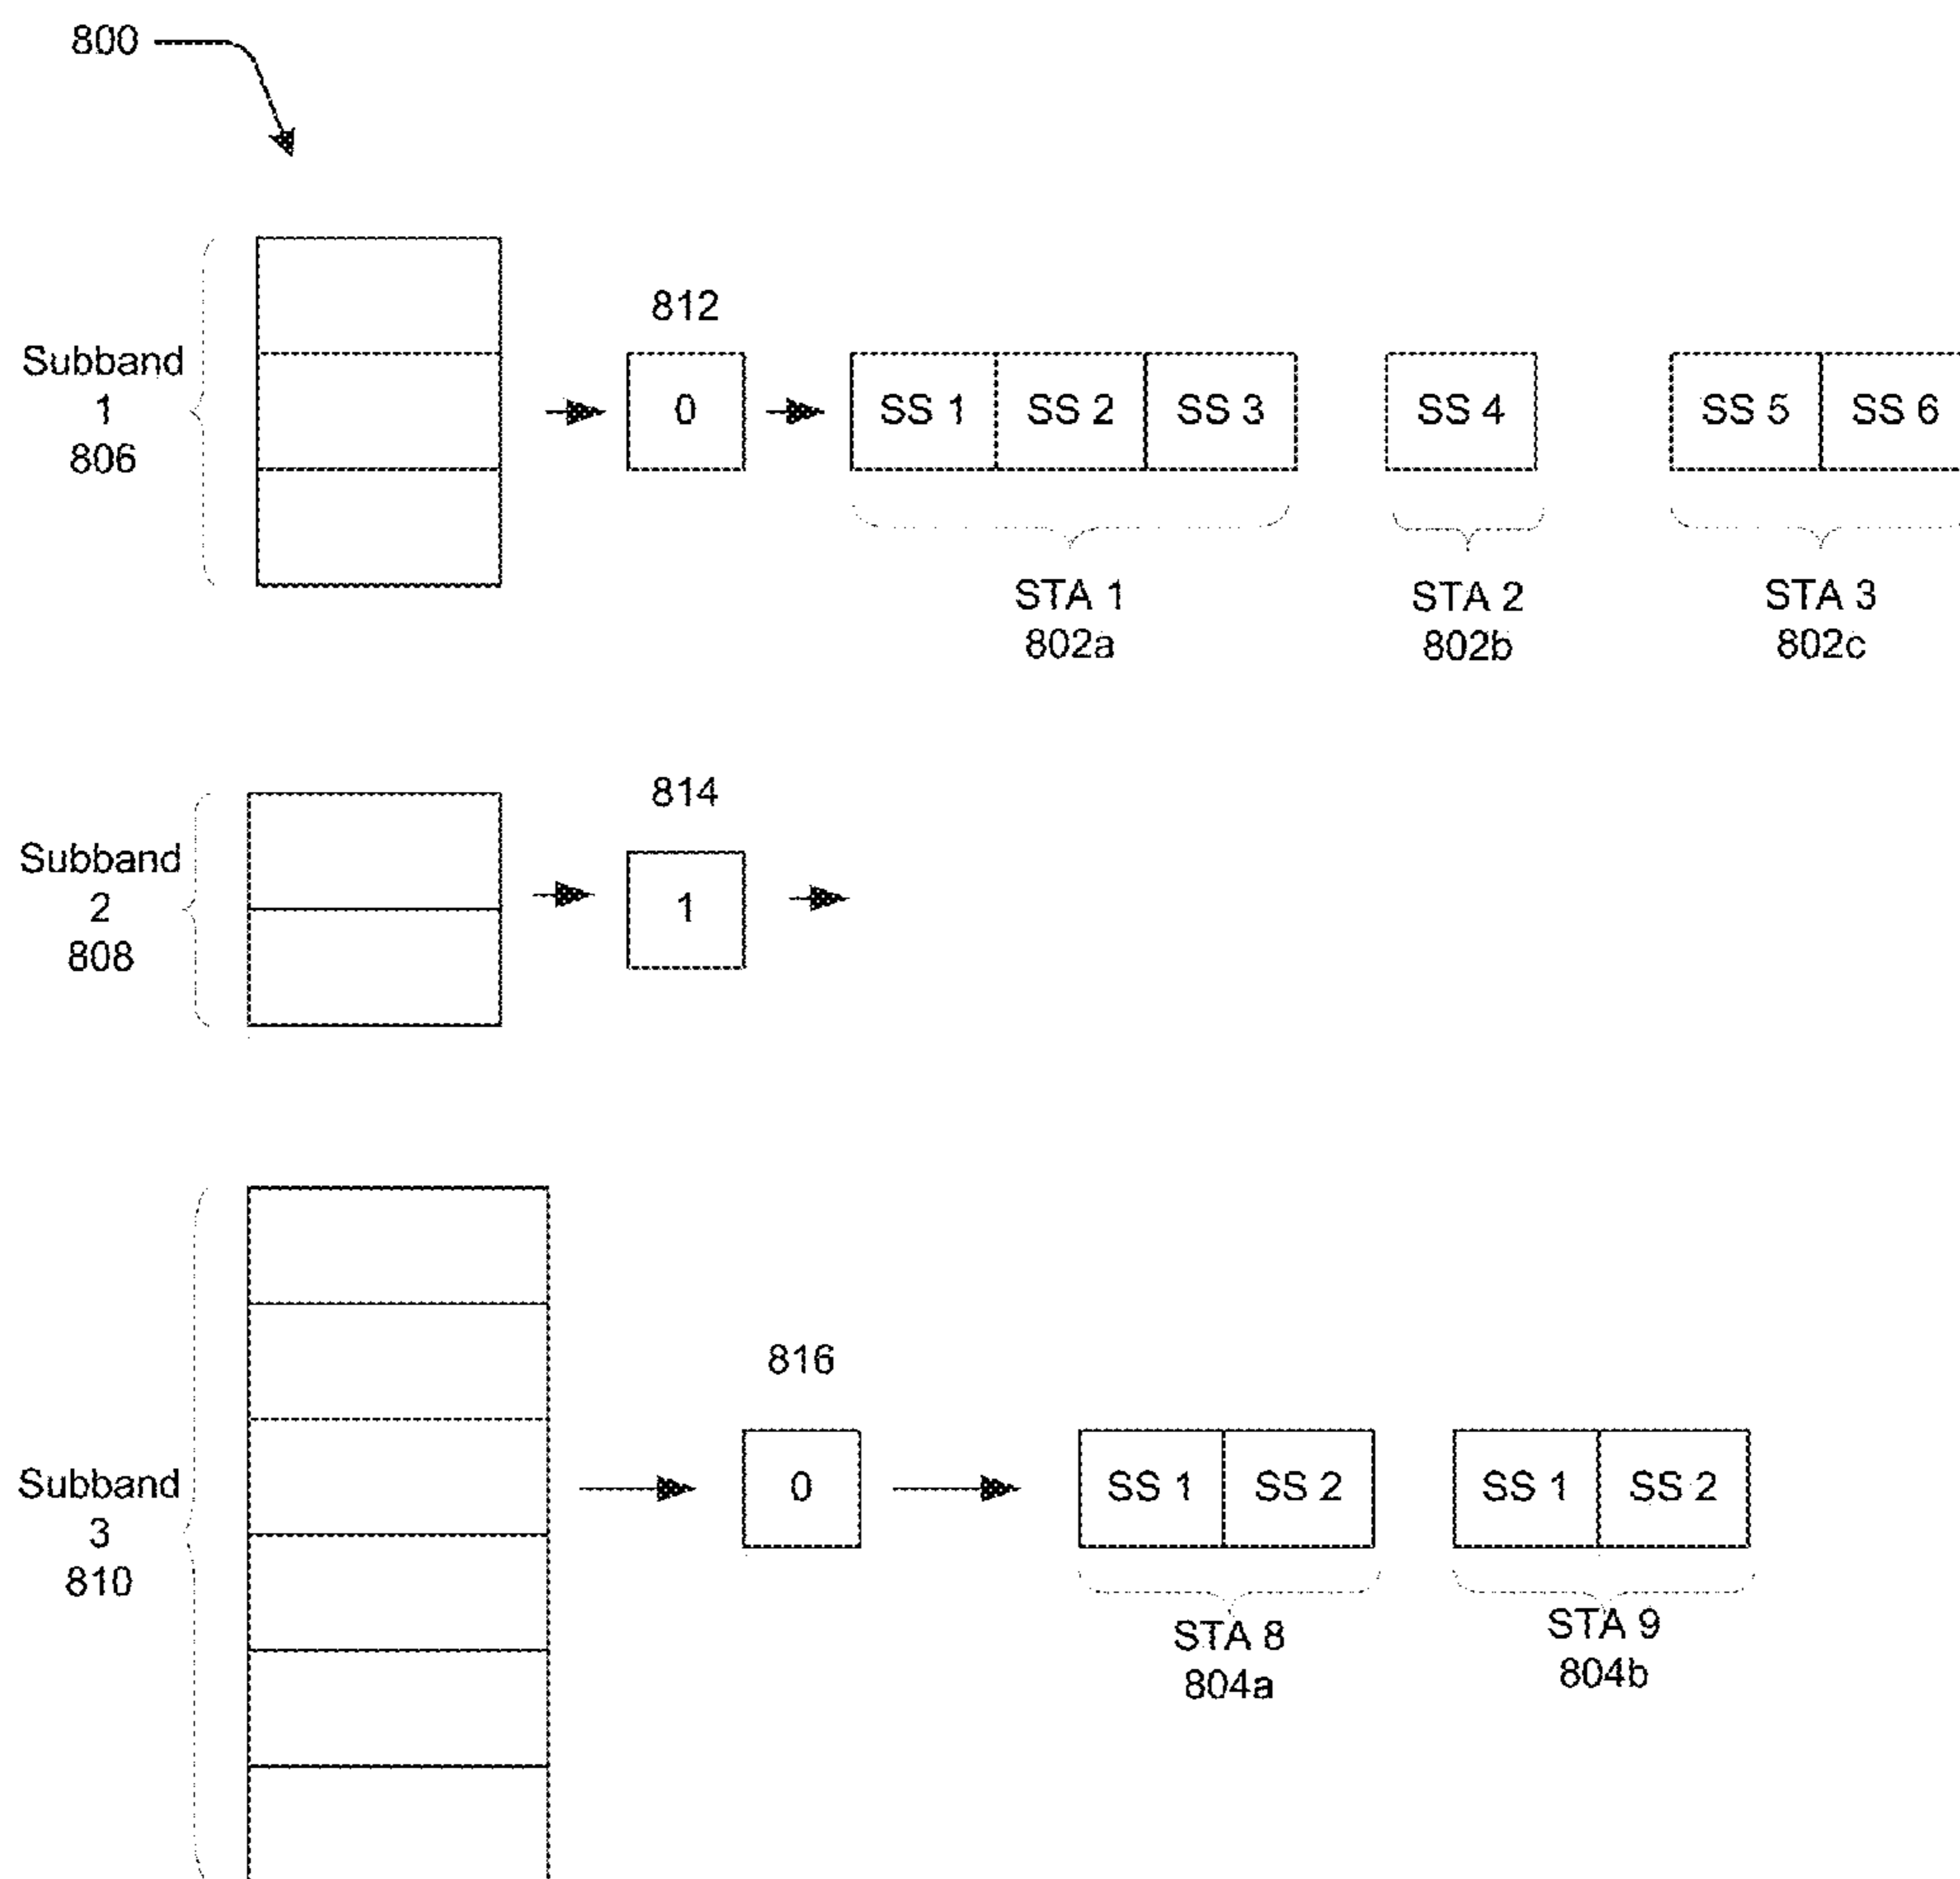 800
Subband
1
806
812
0
SS 1 SS 2 SS 3 SS 4 SS 5 SS 6
STA 1
802a
STA 2
802b
STA 3
802c
Subband
2
808
814
1
Subband
3
810
816
0
SS 1 SS 2 SS 1 SS 2
STA 8
804a
STA 9
804b